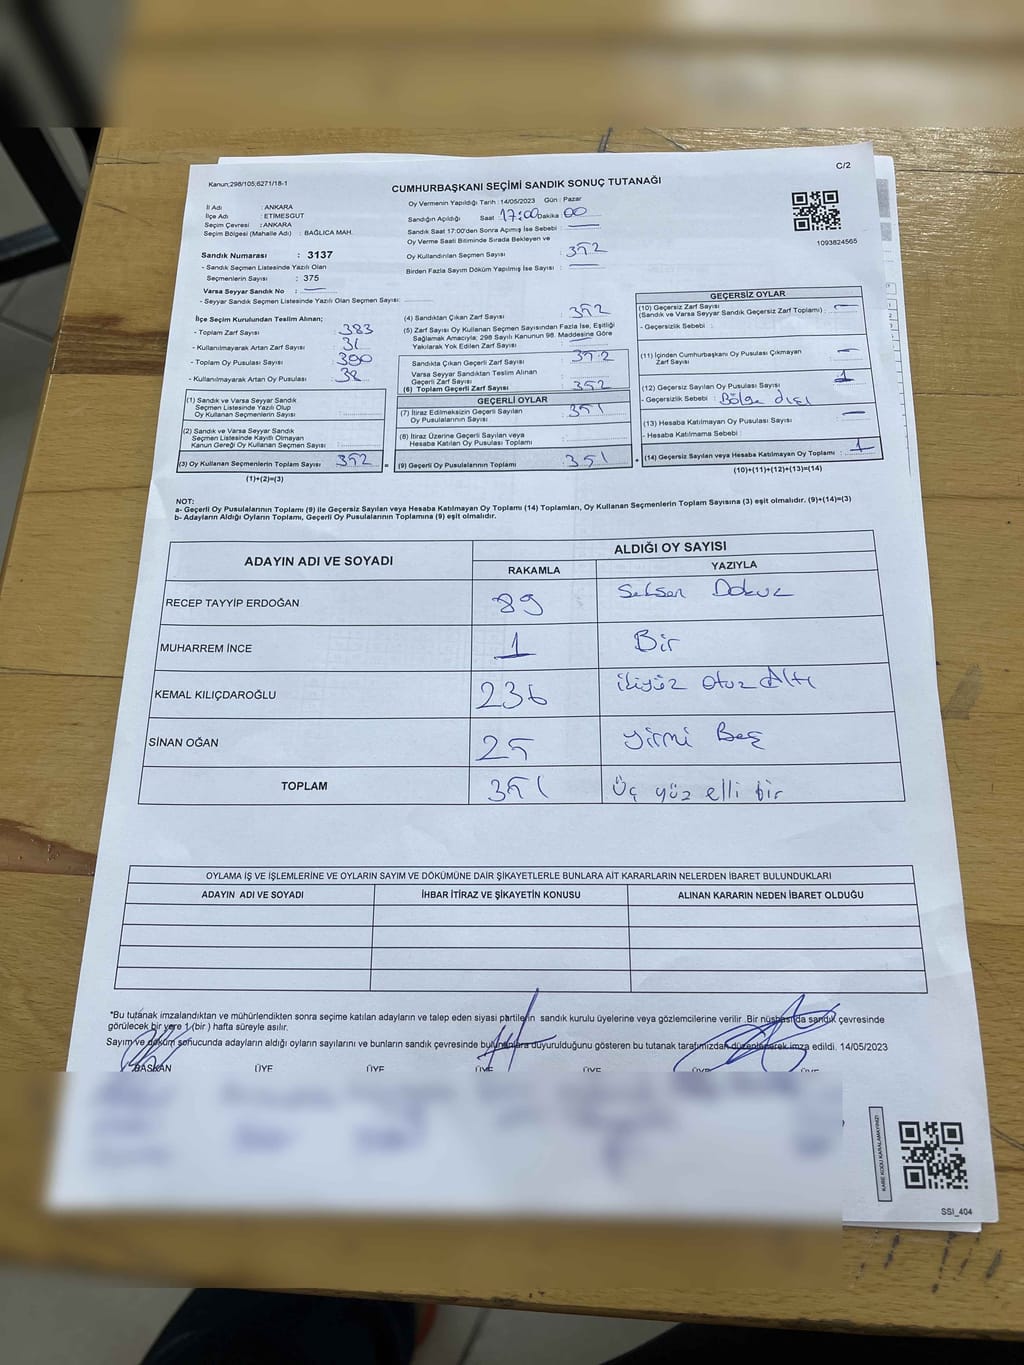 C/2
Kanun;298/105;6271/18-1
CUMHURBAŞKANI SEÇİMİ SANDIK SONUÇ TUTANAĞI
İl Adı : ANKARA
İlçe Adı : ETİMESGUT
Seçim Çevresi : ANKARA
Seçim Bölgesi (Mahalle Adı) : BAĞLICA MAH.
Oy Vermenin Yapıldığı Tarih : 14/05/2023 Gün : Pazar
Sandığın Açıldığı Saat 17:00 Dakika 00
Sandık Saat 17:00'den Sonra Açımış İse Sebebi :
Oy Verme Saati Bitiminde Sırada Bekleyen ve
Oy Kullandırılan Seçmen Sayısı : 352
Birden Fazla Sayım Döküm Yapılmış İse Sayısı :
1093824565
Sandık Numarası : 3137
- Sandık Seçmen Listesinde Yazılı Olan
Seçmenlerin Sayısı : 375
Varsa Seyyar Sandık No :
- Seyyar Sandık Seçmen Listesinde Yazılı Olan Seçmen Sayısı:
İlçe Seçim Kurulundan Teslim Alınan;
- Toplam Zarf Sayısı : 383
- Kullanılmayarak Artan Zarf Sayısı : 31
- Toplam Oy Pusulası Sayısı : 390
- Kullanılmayarak Artan Oy Pusulası : 38
(1) Sandık ve Varsa Seyyar Sandık
Seçmen Listesinde Yazılı Olup
Oy Kullanan Seçmenlerin Sayısı :
(2) Sandık ve Varsa Seyyar Sandık
Seçmen Listesinde Kayıtlı Olmayan
Kanun Gereği Oy Kullanan Seçmen Sayısı :
(3) Oy Kullanan Seçmenlerin Toplam Sayısı : 352
(1)+(2)=(3)
(4) Sandıktan Çıkan Zarf Sayısı : 352
(5) Zarf Sayısı Oy Kullanan Seçmen Sayısından Fazla İse, Eşitliği
Sağlamak Amacıyla; 298 Sayılı Kanunun 98. Maddesine Göre
Yakılarak Yok Edilen Zarf Sayısı :
Sandıkta Çıkan Geçerli Zarf Sayısı : 352
Varsa Seyyar Sandıktan Teslim Alınan
Geçerli Zarf Sayısı :
(6) Toplam Geçerli Zarf Sayısı : 352
GEÇERLİ OYLAR
(7) İtiraz Edilmeksizin Geçerli Sayılan
Oy Pusulalarının Sayısı : 351
(8) İtiraz Üzerine Geçerli Sayılan veya
Hesaba Katılan Oy Pusulası Toplamı :
= (9) Geçerli Oy Pusulalarının Toplamı : 351
GEÇERSİZ OYLAR
(10) Geçersiz Zarf Sayısı
(Sandık ve Varsa Seyyar Sandık Geçersiz Zarf Toplamı) :
- Geçersizlik Sebebi :
(11) İçinden Cumhurbaşkanı Oy Pusulası Çıkmayan
Zarf Sayısı :
(12) Geçersiz Sayılan Oy Pusulası Sayısı : 1
- Geçersizlik Sebebi : Bölge dışı
(13) Hesaba Katılmayan Oy Pusulası Sayısı :
- Hesaba Katılmama Sebebi :
+ (14) Geçersiz Sayılan veya Hesaba Katılmayan Oy Toplamı : 1
(10)+(11)+(12)+(13)=(14)
NOT:
a- Geçerli Oy Pusulalarının Toplamı (9) ile Geçersiz Sayılan veya Hesaba Katılmayan Oy Toplamı (14) Toplamları, Oy Kullanan Seçmenlerin Toplam Sayısına (3) eşit olmalıdır. (9)+(14)=(3)
b- Adayların Aldığı Oyların Toplamı, Geçerli Oy Pusulalarının Toplamına (9) eşit olmalıdır.
ADAYIN ADI VE SOYADI
ALDIĞI OY SAYISI
RAKAMLA YAZIYLA
RECEP TAYYİP ERDOĞAN 89 Seksen Dokuz
MUHARREM İNCE 1 Bir
KEMAL KILIÇDAROĞLU 236 ikiyüz otuz Altı
SİNAN OĞAN 25 yirmi Beş
TOPLAM 351 Üç yüz elli bir
OYLAMA İŞ VE İŞLEMLERİNE VE OYLARIN SAYIM VE DÖKÜMÜNE DAİR ŞİKAYETLERLE BUNLARA AİT KARARLARIN NELERDEN İBARET BULUNDUKLARI
ADAYIN ADI VE SOYADI İHBAR İTİRAZ VE ŞİKAYETİN KONUSU ALINAN KARARIN NEDEN İBARET OLDUĞU
*Bu tutanak imzalandıktan ve mühürlendikten sonra seçime katılan adayların ve talep eden siyasi partilerin sandık kurulu üyelerine veya gözlemcilerine verilir .Bir nüshası da sandık çevresinde
görülecek bir yere 1 (bir ) hafta süreyle asılır.
Sayım ve döküm sonucunda adayların aldığı oyların sayılarını ve bunların sandık çevresinde bulunanlara duyurulduğunu gösteren bu tutanak tarafımızdan düzenlenerek imza edildi. 14/05/2023
BAŞKAN ÜYE ÜYE ÜYE ÜYE ÜYE ÜYE
KARE KODU KARALAMAYINIZ!
SSI_404